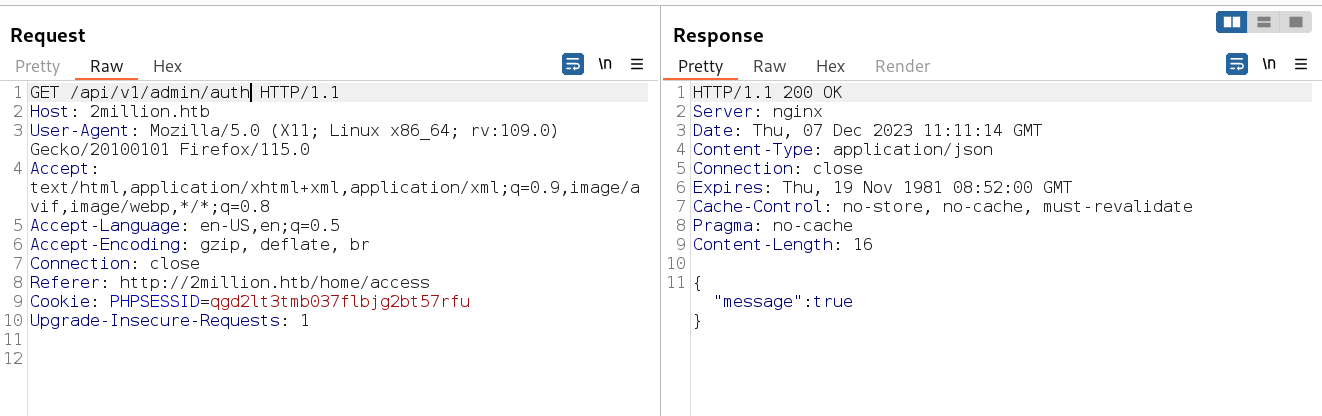 Request
Pretty Raw Hex \n
1 GET /api/v1/admin/auth HTTP/1.1
2 Host: 2million.htb
3 User-Agent: Mozilla/5.0 (X11; Linux x86_64; rv:109.0)
Gecko/20100101 Firefox/115.0
4 Accept:
text/html,application/xhtml+xml,application/xml;q=0.9,image/a
vif,image/webp,*/*;q=0.8
5 Accept-Language: en-US,en;q=0.5
6 Accept-Encoding: gzip, deflate, br
7 Connection: close
8 Referer: http://2million.htb/home/access
9 Cookie: PHPSESSID=qgd2lt3tmb037flbjg2bt57rfu
10 Upgrade-Insecure-Requests: 1
11
12
Response
Pretty Raw Hex Render \n
1 HTTP/1.1 200 OK
2 Server: nginx
3 Date: Thu, 07 Dec 2023 11:11:14 GMT
4 Content-Type: application/json
5 Connection: close
6 Expires: Thu, 19 Nov 1981 08:52:00 GMT
7 Cache-Control: no-store, no-cache, must-revalidate
8 Pragma: no-cache
9 Content-Length: 16
10
11 {
"message":true
}